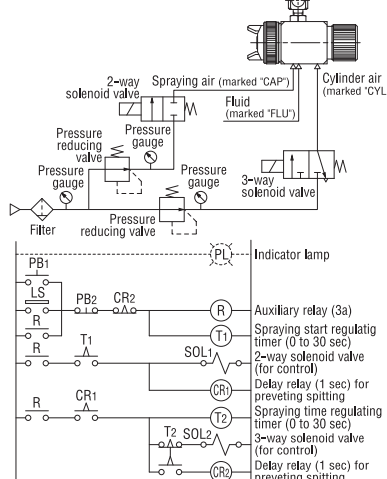 2-way
solenoid valve
Spraying air (marked "CAP")
Fluid
(marked "FLU")
Cylinder air
(marked "CYL
Pressure
reducing
valve
Pressure
gauge
Pressure
gauge
Pressure
gauge
3-way
solenoid valve
Filter
Pressure
reducing valve
PL
Indicator lamp
PB1
LS
PB2
CR2
R
R
Auxiliary relay (3a)
T1
Spraying start regulatig
timer (0 to 30 sec)
R
T1
SOL1
2-way solenoid valve
(for control)
CR1
Delay relay (1 sec) for
preveting spitting
R
CR1
T2
Spraying time regulating
timer (0 to 30 sec)
T2
SOL2
3-way solenoid valve
(for control)
CR2
Delay relay (1 sec) for
preveting spitting